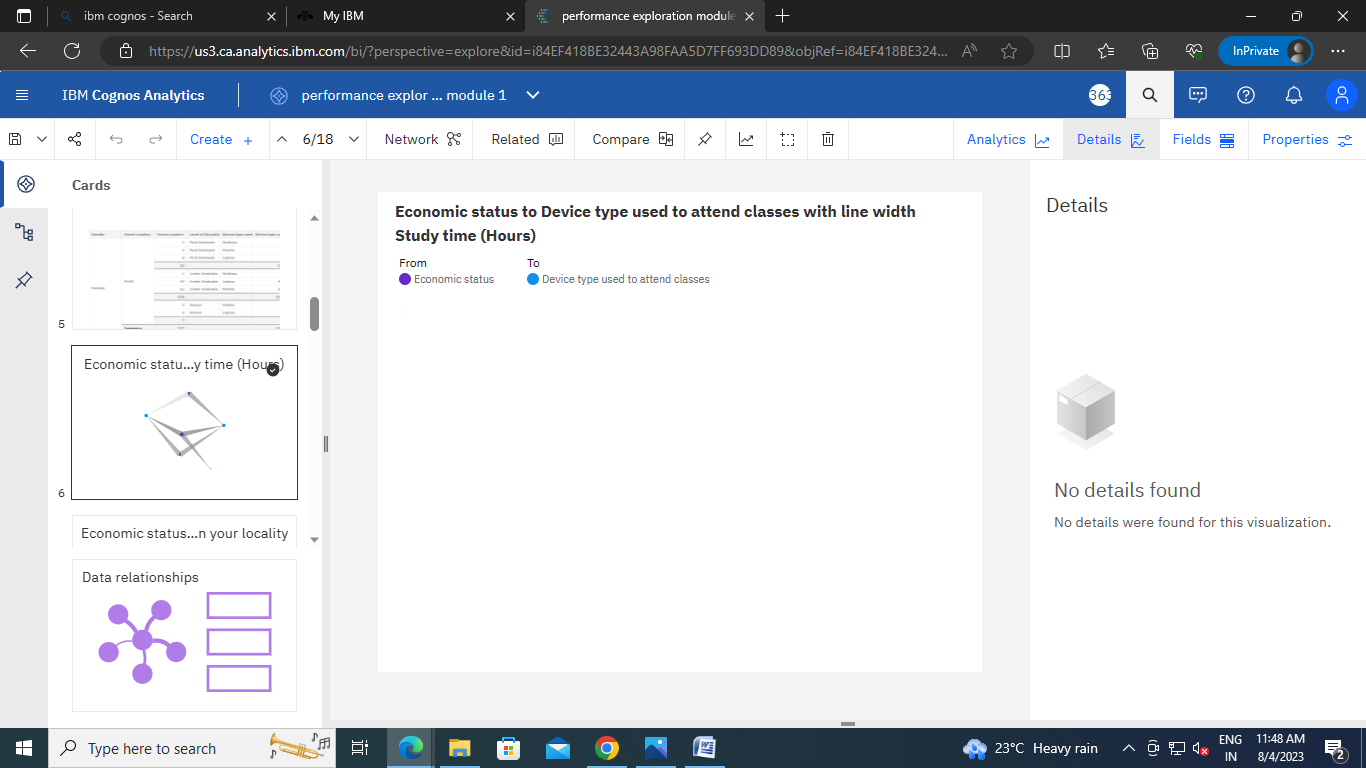 ibm cognos - Search
My IBM
performance exploration module
https://us3.ca.analytics.ibm.com/bi/?perspective=explore&id=i84EF418BE32443A98FAA5D7FF693DD89&objRef=i84EF418BE324...
InPrivate
IBM Cognos Analytics
performance explor ... module 1
363
Create
6/18
Network
Related
Compare
Analytics
Details
Fields
Properties
Cards
5
Economic statu...y time (Hours)
6
Economic status...n your locality
Data relationships
Economic status to Device type used to attend classes with line width
Study time (Hours)
From
To
Economic status
Device type used to attend classes
Details
No details found
No details were found for this visualization.
Type here to search
23°C Heavy rain
ENG
IN
11:48 AM
8/4/2023
2